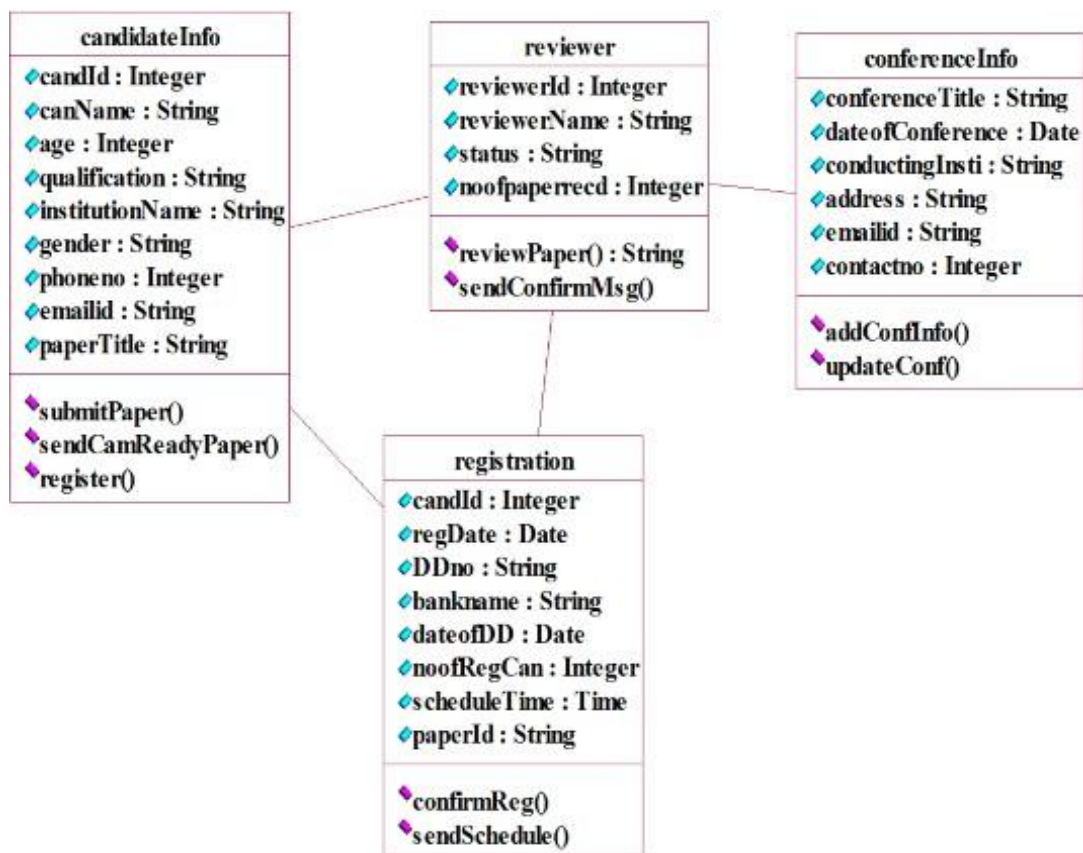 candidateInfo
candId : Integer
canName : String
age : Integer
qualification : String
institutionName : String
gender : String
phoneno : Integer
emailid : String
paperTitle : String
submitPaper()
sendCamReadyPaper()
register()
reviewer
reviewerId : Integer
reviewerName : String
status : String
noofpaperrecd : Integer
reviewPaper() : String
sendConfirmMsg()
conferenceInfo
conferenceTitle : String
dateofConference : Date
conductingInsti : String
address : String
emailid : String
contactno : Integer
addConfInfo()
updateConf()
registration
candId : Integer
regDate : Date
DDno : String
bankname : String
dateofDD : Date
noofRegCan : Integer
scheduleTime : Time
paperId : String
confirmReg()
sendSchedule()